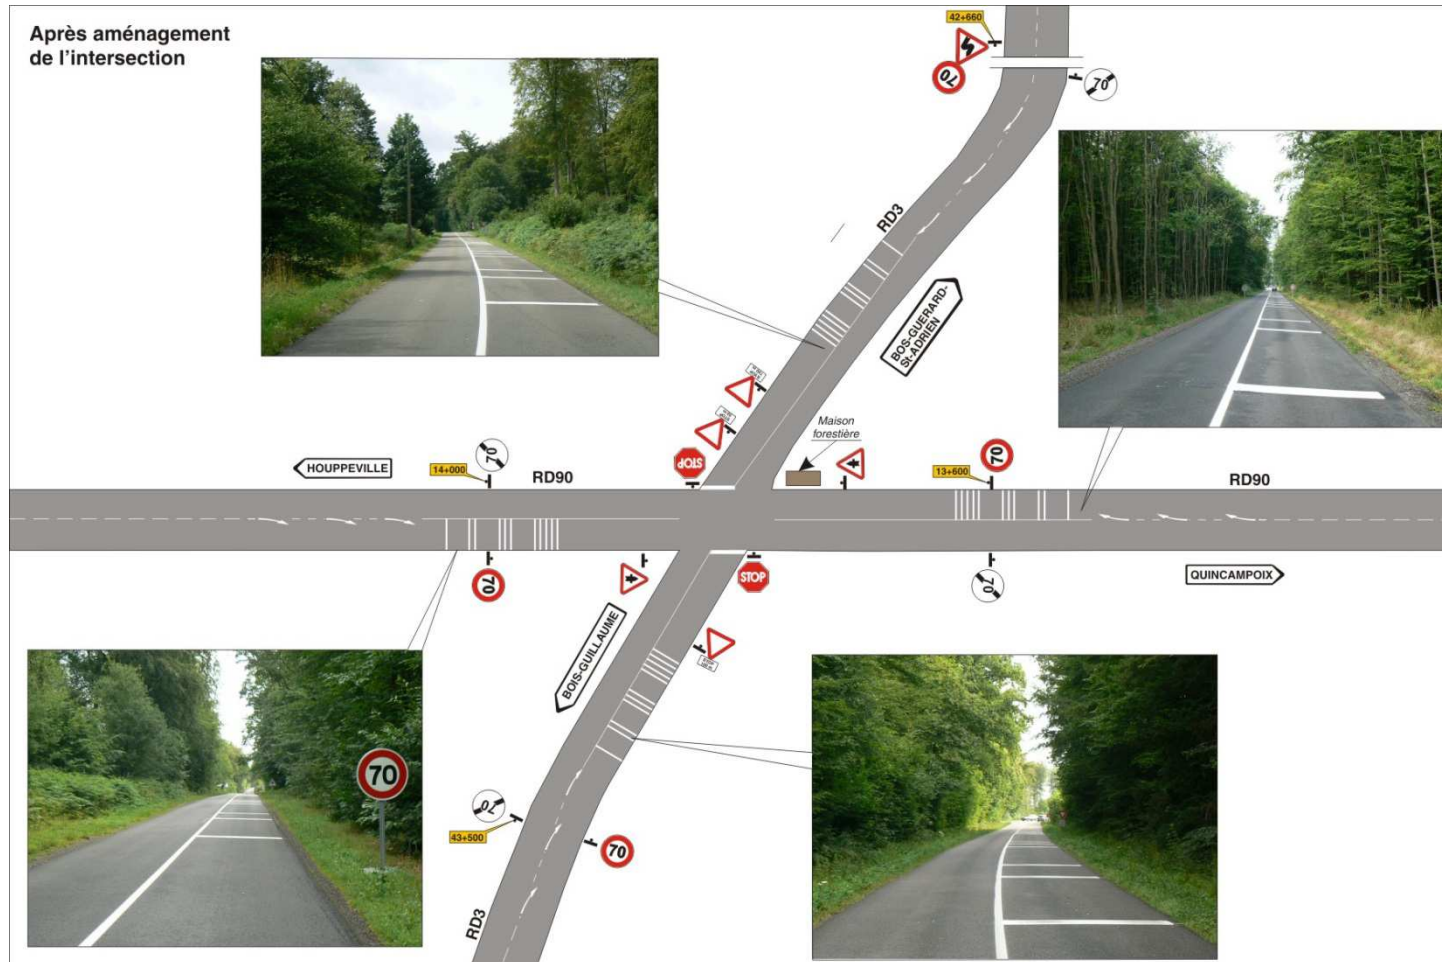 Après aménagement
de l'intersection
42+660
70
70
RD3
BOS-GUERARD-
St-ADRIEN
Maison
forestière
STOP
HOUPPEVILLE
14+000
70
RD90
13+600
70
RD90
70
STOP
70
QUINCAMPOIX
BOIS-GUILLAUME
70
70
43+500
70
RD3